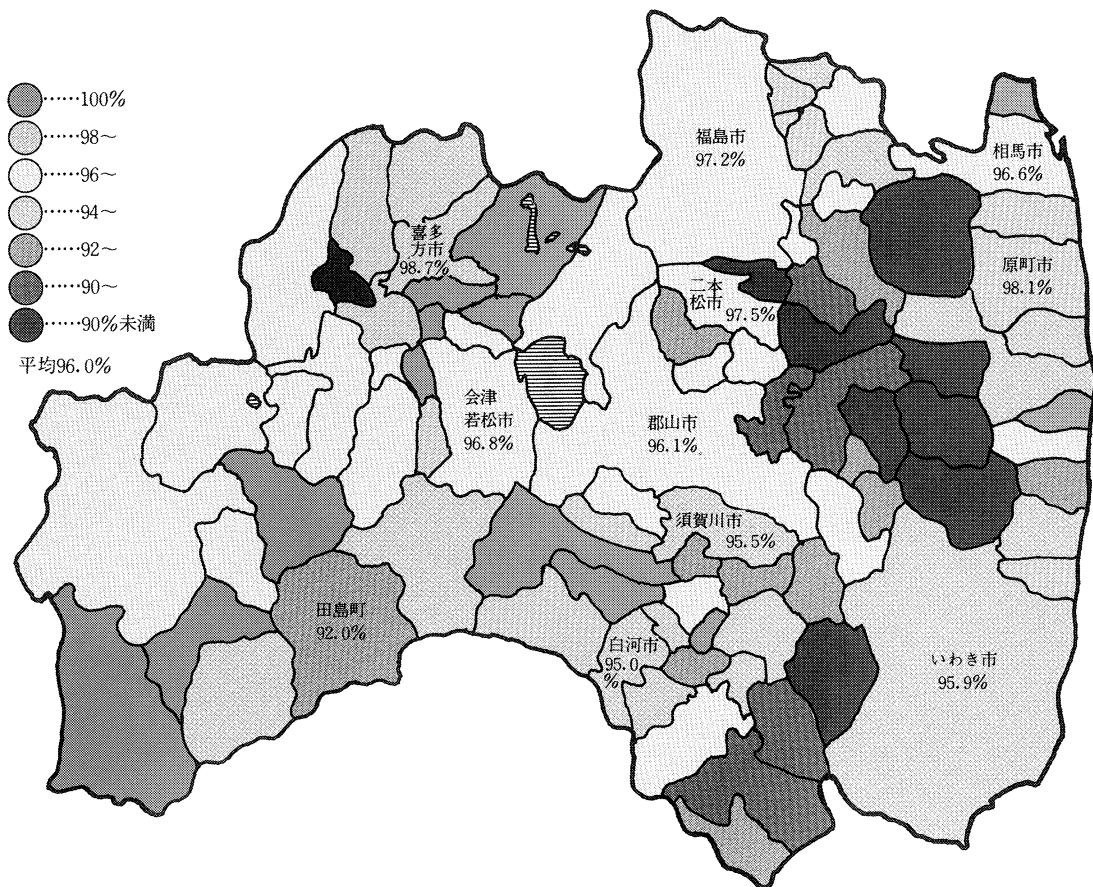 ……100%
……98～
……96～
……94～
……92～
……90～
……90%未満
平均96.0%
福島市
97.2%
相馬市
96.6%
喜多
方市
98.7%
原町市
98.1%
二本
松市
97.5%
会津
若松市
96.8%
郡山市
96.1%
須賀川市
95.5%
田島町
92.0%
白河市
95.0
%
いわき市
95.9%